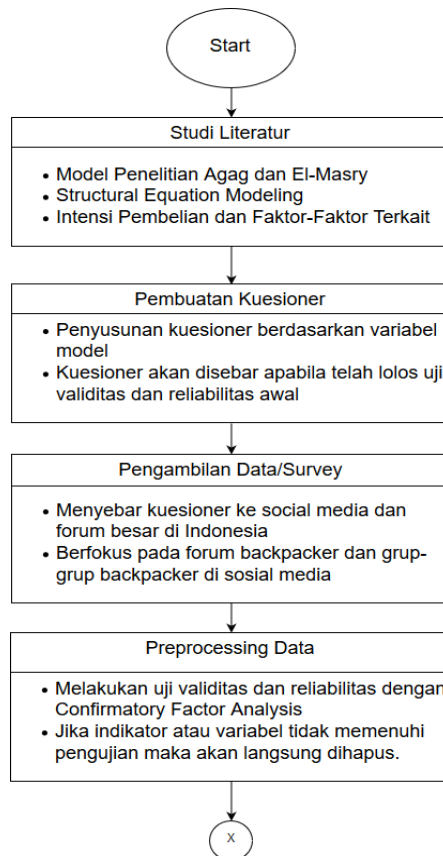 Start
Studi Literatur
• Model Penelitian Agag dan El-Masry
• Structural Equation Modeling
• Intensi Pembelian dan Faktor-Faktor Terkait
Pembuatan Kuesioner
• Penyusunan kuesioner berdasarkan variabel
model
• Kuesioner akan disebar apabila telah lolos uji
validitas dan reliabilitas awal
Pengambilan Data/Survey
• Menyebar kuesioner ke social media dan
forum besar di Indonesia
• Berfokus pada forum backpacker dan grup-
grup backpacker di sosial media
Preprocessing Data
• Melakukan uji validitas dan reliabilitas dengan
Confirmatory Factor Analysis
• Jika indikator atau variabel tidak memenuhi
pengujian maka akan langsung dihapus.
x